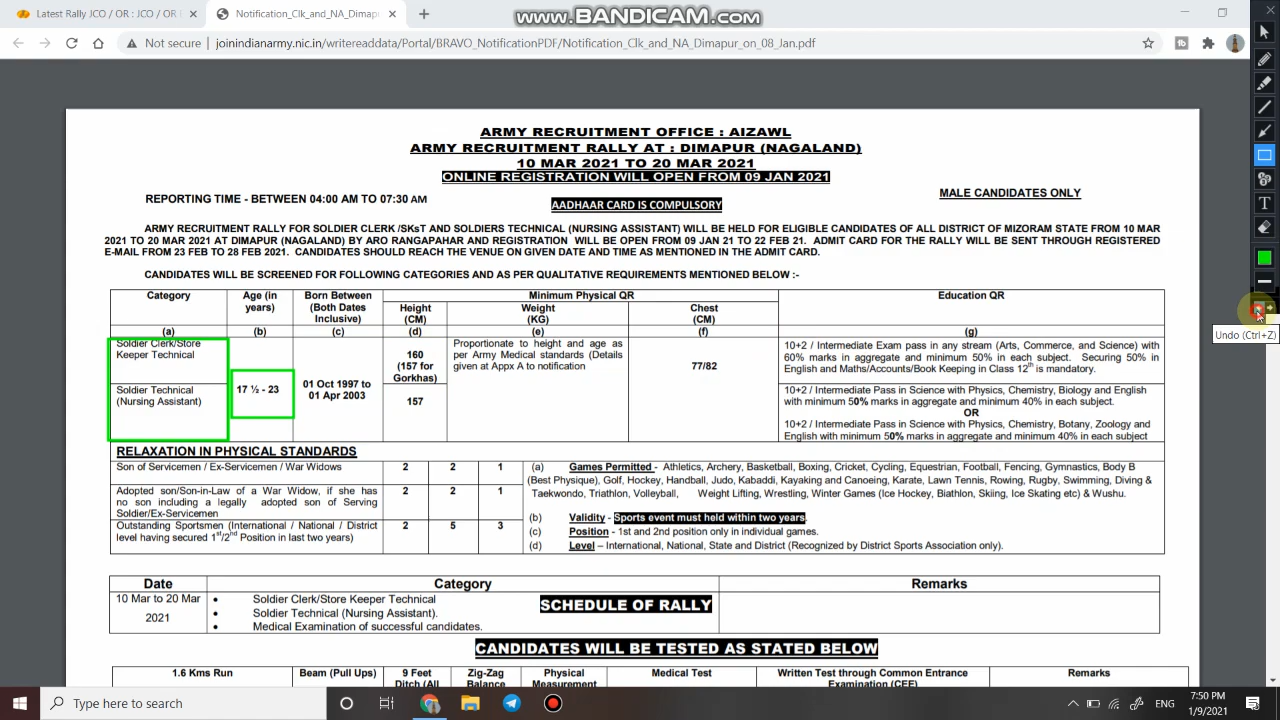 Latest Rally JCO / OR : JCO / OR
Notification_Clk_and_NA_Dimapu
www.BANDICAM.com
Not secure | joinindianarmy.nic.in/writereaddata/Portal/BRAVO_NotificationPDF/Notification_Clk_and_NA_Dimapur_on_08_Jan.pdf
ARMY RECRUITMENT OFFICE : AIZAWL
ARMY RECRUITMENT RALLY AT : DIMAPUR (NAGALAND)
10 MAR 2021 TO 20 MAR 2021
ONLINE REGISTRATION WILL OPEN FROM 09 JAN 2021
REPORTING TIME - BETWEEN 04:00 AM TO 07:30 AM
AADHAAR CARD IS COMPULSORY
MALE CANDIDATES ONLY
ARMY RECRUITMENT RALLY FOR SOLDIER CLERK /SKsT AND SOLDIERS TECHNICAL (NURSING ASSISTANT) WILL BE HELD FOR ELIGIBLE CANDIDATES OF ALL DISTRICT OF MIZORAM STATE FROM 10 MAR
2021 TO 20 MAR 2021 AT DIMAPUR (NAGALAND) BY ARO RANGAPAHAR AND REGISTRATION WILL BE OPEN FROM 09 JAN 21 TO 22 FEB 21. ADMIT CARD FOR THE RALLY WILL BE SENT THROUGH REGISTERED
E-MAIL FROM 23 FEB TO 28 FEB 2021. CANDIDATES SHOULD REACH THE VENUE ON GIVEN DATE AND TIME AS MENTIONED IN THE ADMIT CARD.
CANDIDATES WILL BE SCREENED FOR FOLLOWING CATEGORIES AND AS PER QUALITATIVE REQUIREMENTS MENTIONED BELOW :-
Category
Age (in years)
Born Between (Both Dates Inclusive)
Minimum Physical QR
Education QR
Height (CM)
Weight (KG)
Chest (CM)
(a) (b) (c) (d) (e) (f) (g)
Soldier Clerk/Store
Keeper Technical
Soldier Technical
(Nursing Assistant)
17 ½ - 23
01 Oct 1997 to
01 Apr 2003
160
(157 for
Gorkhas)
157
Proportionate to height and age as
per Army Medical standards (Details
given at Appx A to notification
77/82
10+2 / Intermediate Exam pass in any stream (Arts, Commerce, and Science) with
60% marks in aggregate and minimum 50% in each subject. Securing 50% in
English and Maths/Accounts/Book Keeping in Class 12th is mandatory.
10+2 / Intermediate Pass in Science with Physics, Chemistry, Biology and English
with minimum 50% marks in aggregate and minimum 40% in each subject.
OR
10+2 / Intermediate Pass in Science with Physics, Chemistry, Botany, Zoology and
English with minimum 50% marks in aggregate and minimum 40% in each subject
RELAXATION IN PHYSICAL STANDARDS
Son of Servicemen / Ex-Servicemen / War Widows 2 2 1
Adopted son/Son-in-Law of a War Widow, if she has
no son including a legally adopted son of Serving
Soldier/Ex-Servicemen
2 2 1
Outstanding Sportsmen (International / National / District
level having secured 1st/2nd Position in last two years)
2 5 3
(a) Games Permitted - Athletics, Archery, Basketball, Boxing, Cricket, Cycling, Equestrian, Football, Fencing, Gymnastics, Body B
(Best Physique), Golf, Hockey, Handball, Judo, Kabaddi, Kayaking and Canoeing, Karate, Lawn Tennis, Rowing, Rugby, Swimming, Diving &
Taekwondo, Triathlon, Volleyball, Weight Lifting, Wrestling, Winter Games (Ice Hockey, Biathlon, Skiing, Ice Skating etc) & Wushu.
(b) Validity - Sports event must held within two years.
(c) Position - 1st and 2nd position only in individual games.
(d) Level – International, National, State and District (Recognized by District Sports Association only).
Undo (Ctrl+Z)
Date Category Remarks
10 Mar to 20 Mar
2021
• Soldier Clerk/Store Keeper Technical
• Soldier Technical (Nursing Assistant).
• Medical Examination of successful candidates.
SCHEDULE OF RALLY
CANDIDATES WILL BE TESTED AS STATED BELOW
1.6 Kms Run
Beam (Pull Ups)
9 Feet
Ditch (All
Zig-Zag
Balance
Physical
Measurement
Medical Test
Written Test through Common Entrance
Examination (CEE)
Remarks
Type here to search
ENG
7:50 PM
1/9/2021